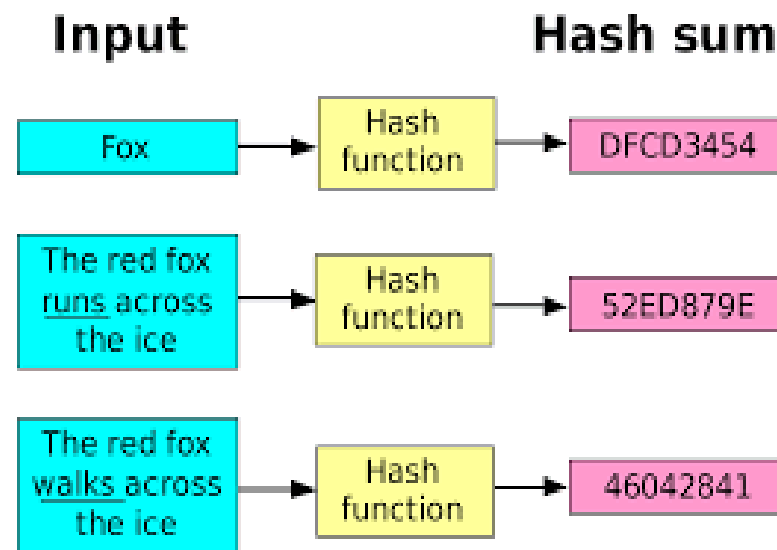 Input
Hash sum
Fox
Hash
function
DFCD3454
The red fox
runs across
the ice
Hash
function
52ED879E
The red fox
walks across
the ice
Hash
function
46042841